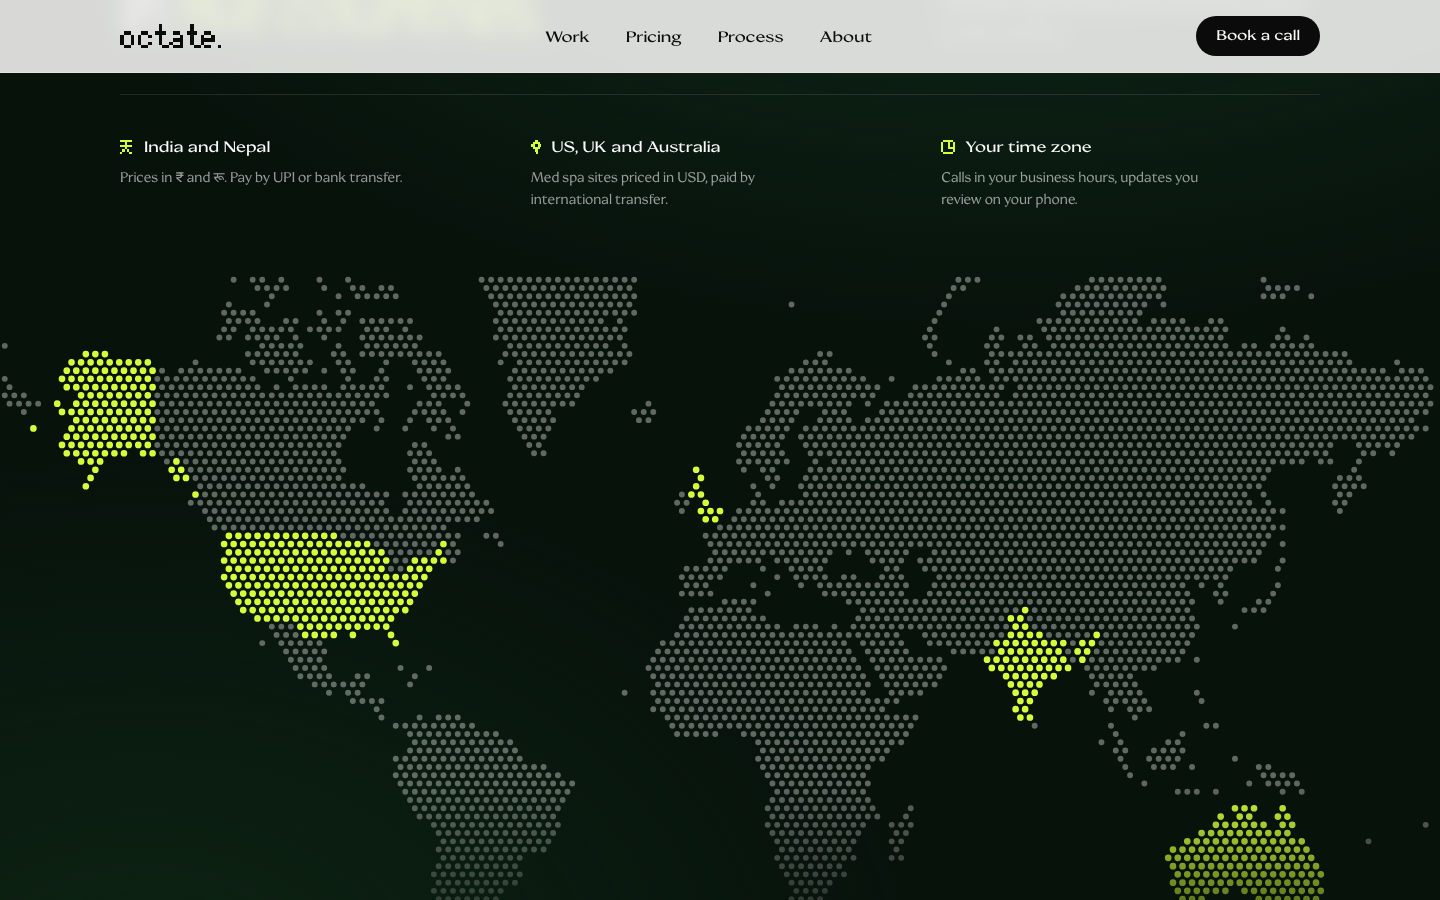 octate.
Work
Pricing
Process
About
Book a call
India and Nepal
Prices in ₹ and रू. Pay by UPI or bank transfer.
US, UK and Australia
Med spa sites priced in USD, paid by
international transfer.
Your time zone
Calls in your business hours, updates you
review on your phone.